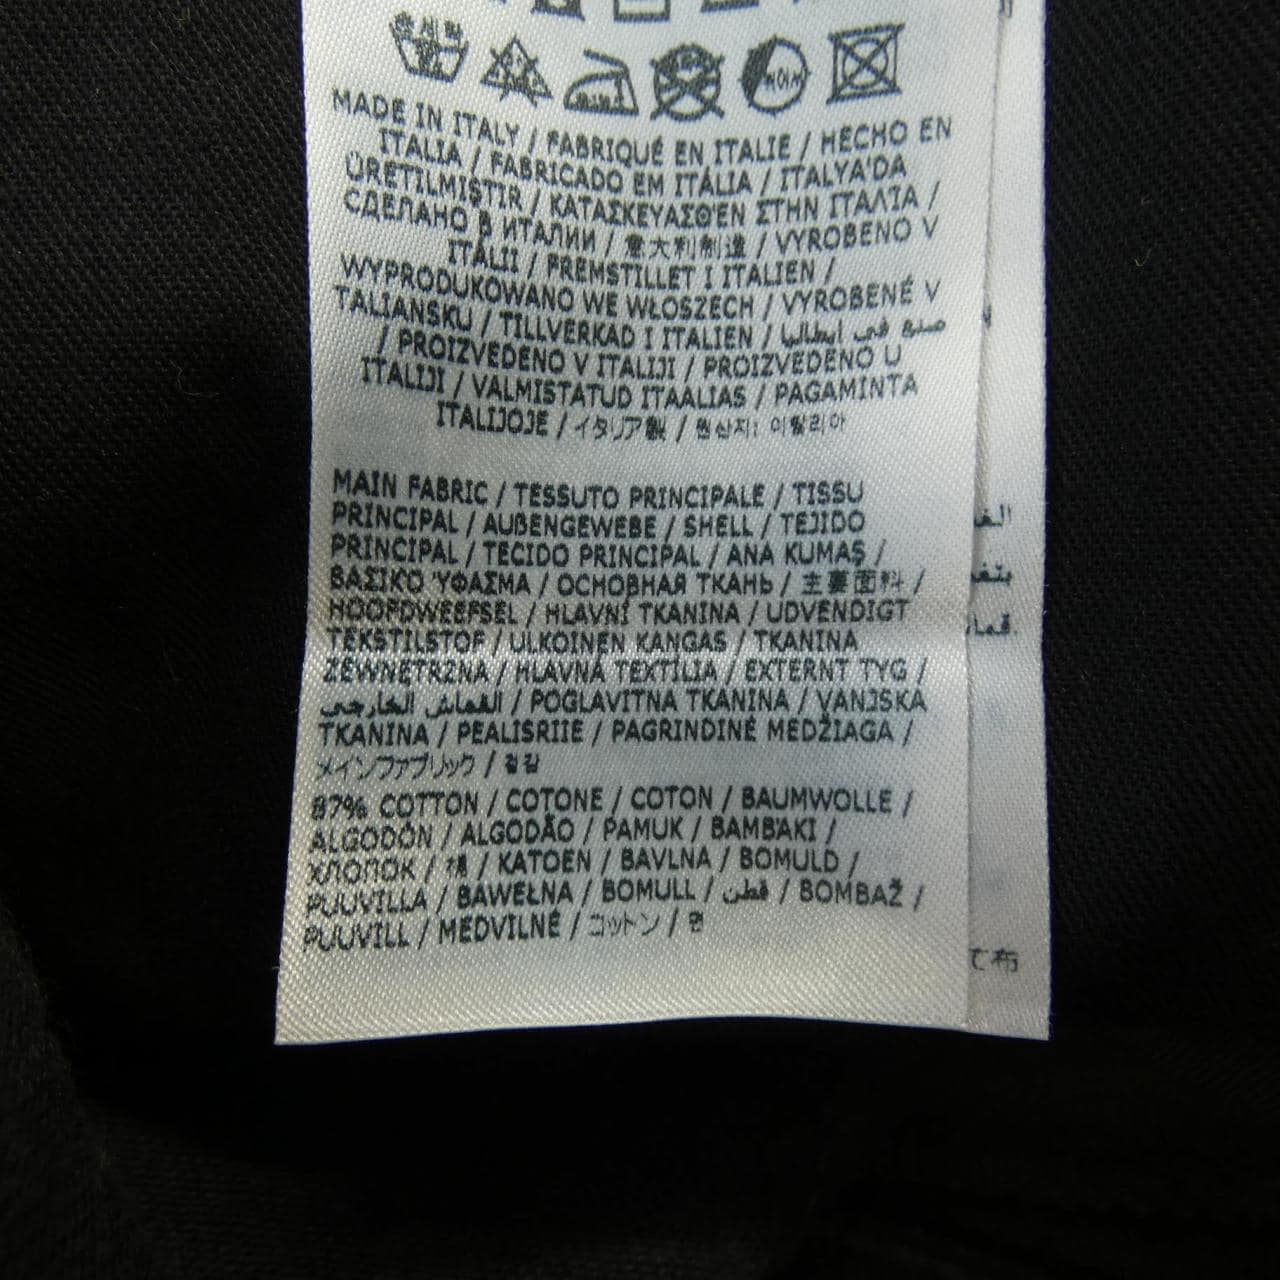 MADE IN ITALY / FABRIQUÉ EN ITALIE / HECHO EN
ITALIA / FABRICADO EM ITÁLIA / ITALYA'DA
ÜRETILMIŞTIR / ΚΑΤΑΣΚΕΥΑΣΘΈΝ ΣΤΗΝ ΙΤΑΛΊΑ /
СДЕЛАНО В ИТАЛИИ / 意大利制造 / VYROBENO V
ITÁLII / FREMSTILLET I ITALIEN /
WYPRODUKOWANO WE WŁOSZECH / VYROBENÉ V
TALIANSKU / TILLVERKAD I ITALIEN / صنع في إيطاليا
/ PROIZVEDENO V ITALIJI / PROIZVEDENO U
ITALIJI / VALMISTATUD ITAALIAS / PAGAMINTA
ITALIJOJE / イタリア製 / 원산지: 이탈리아
MAIN FABRIC / TESSUTO PRINCIPALE / TISSU
PRINCIPAL / AUßENGEWEBE / SHELL / TEJIDO
PRINCIPAL / TECIDO PRINCIPAL / ANA KUMAŞ /
ΒΑΣΙΚΟ ΎΦΑΣΜΑ / ОСНОВНАЯ ТКАНЬ / 主要面料 /
HOOFDWEEFSEL / HLAVNÍ TKANINA / UDVENDIGT
TEKSTILSTOF / ULKOINEN KANGAS / TKANINA
ZEWNĘTRZNA / HLAVNÁ TEXTÍLIA / EXTERNT TYG /
القماش الخارجي / POGLAVITNA TKANINA / VANJSKA
TKANINA / PEALISRIIE / PAGRINDINĖ MEDŽIAGA /
メインファブリック / 겉감
87% COTTON / COTONE / COTON / BAUMWOLLE /
ALGODÓN / ALGODÃO / PAMUK / ΒΑΜΒΆΚΙ /
ХЛОПОК / 棉 / KATOEN / BAVLNA / BOMULD /
PUUVILLA / BAWEŁNA / BOMULL / قطن / BOMBAŽ /
PUUVILL / MEDVILNĖ / コットン / 면
て布